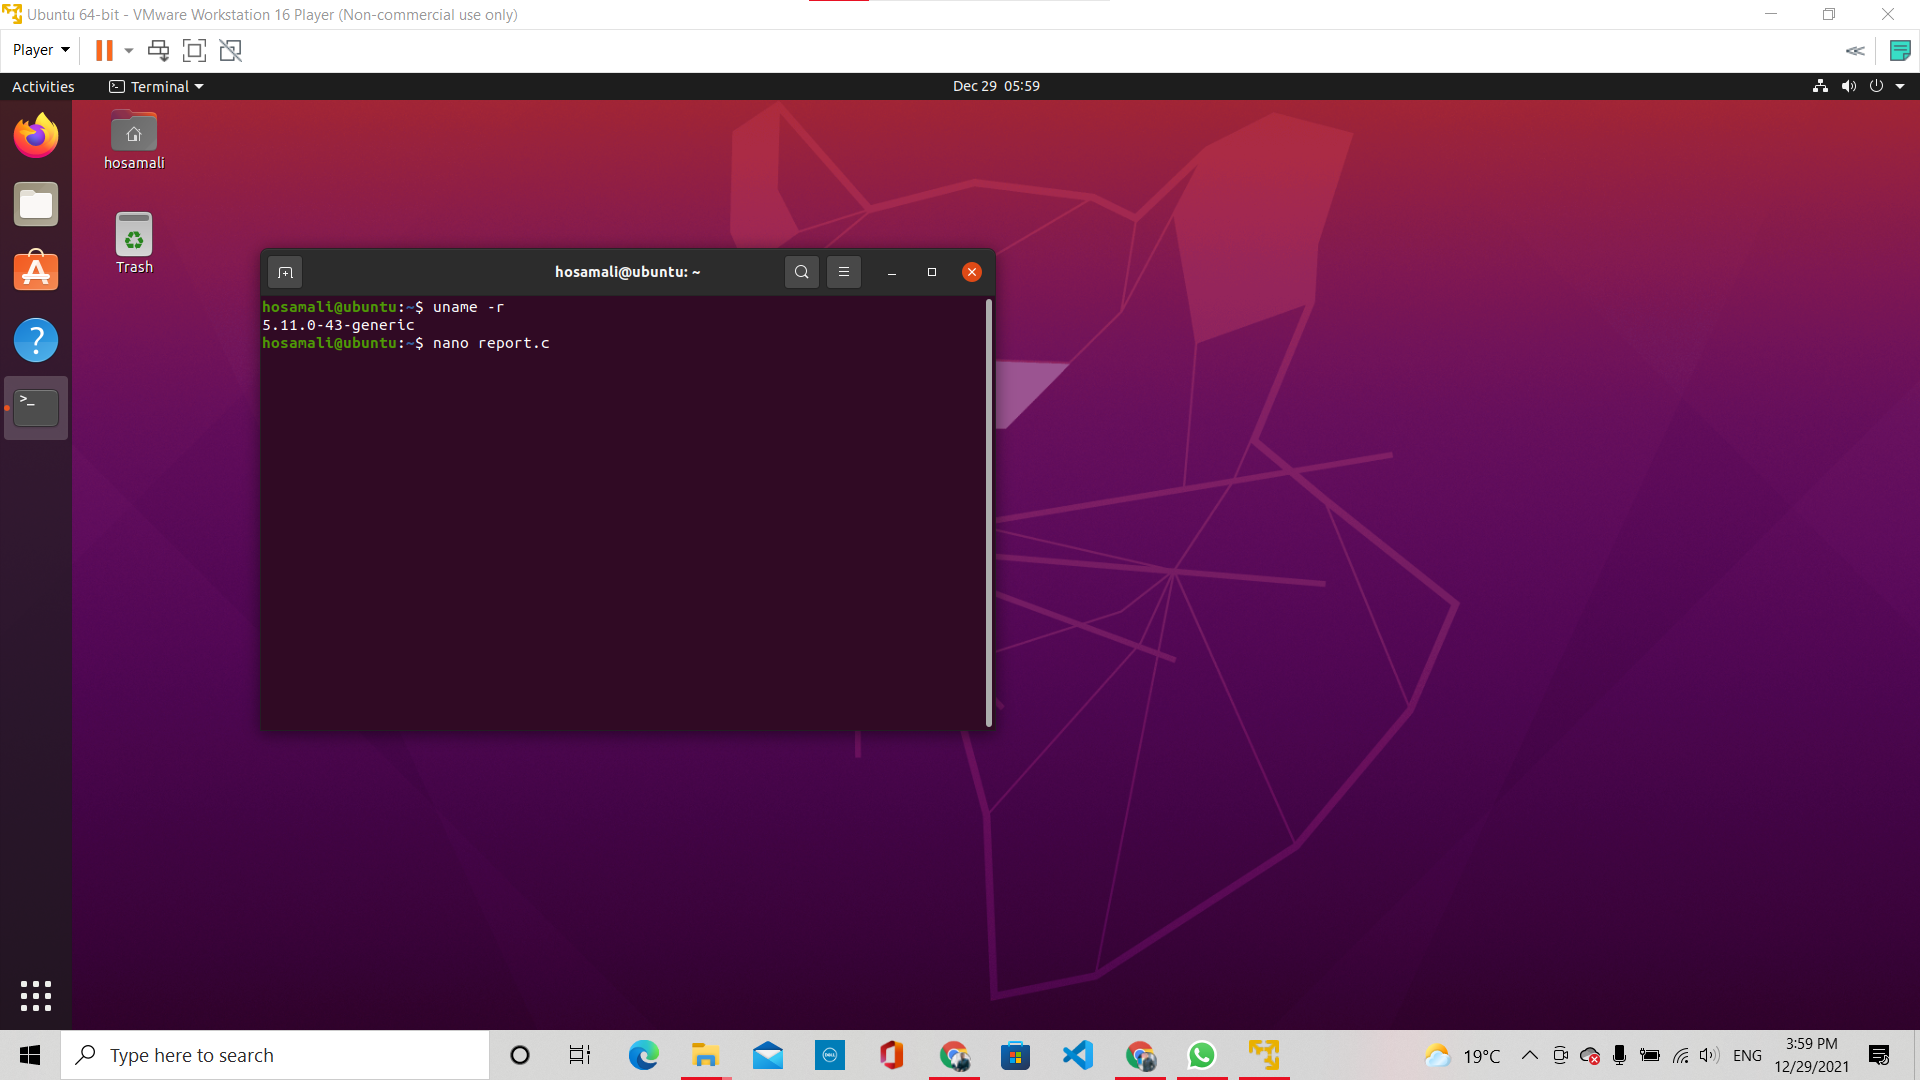 Ubuntu 64-bit - VMware Workstation 16 Player (Non-commercial use only)
Player
Activities
Terminal
Dec 29 05:59
hosamali
Trash
hosamali@ubuntu: ~
hosamali@ubuntu:~$ uname -r
5.11.0-43-generic
hosamali@ubuntu:~$ nano report.c
Type here to search
DELL
19°C
ENG
3:59 PM
12/29/2021